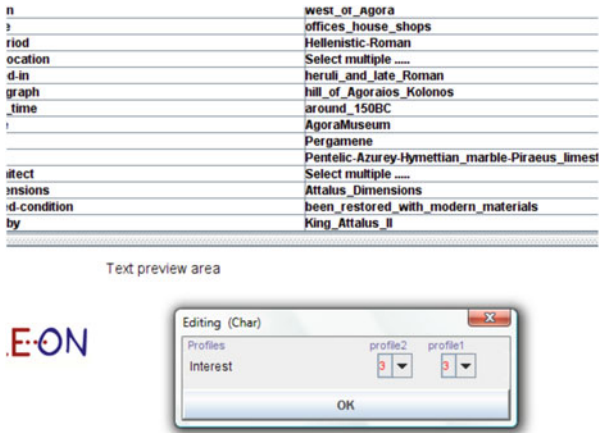 n west_of_Agora
e offices_house_shops
riod Hellenistic-Roman
ocation Select multiple .....
d-in heruli_and_late_Roman
graph hill_of_Agoraios_Kolonos
_time around_150BC
AgoraMuseum
Pergamene
Pentelic-Azurey-Hymettian_marble-Piraeus_limest
itect Select multiple .....
ensions Attalus_Dimensions
ed-condition been_restored_with_modern_materials
by King_Attalus_II
Text preview area
E-ON
Editing (Char)
Profiles profile2 profile1
Interest 3 3
OK